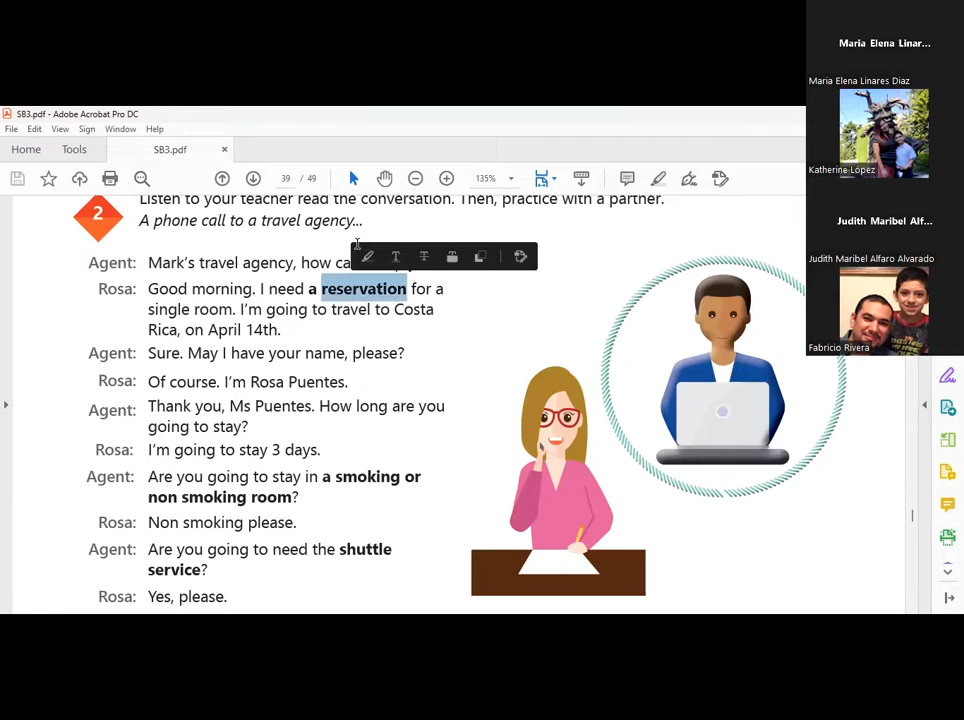 Maria Elena Linar...
Maria Elena Linares Diaz
Katherine López
Judith Maribel Alf...
Judith Maribel Alfaro Alvarado
Fabricio Rivera
SB3.pdf - Adobe Acrobat Pro DC
File Edit View Sign Window Help
Home Tools SB3.pdf ×
39 / 49 135%
Listen to your teacher read the conversation. Then, practice with a partner.
2
A phone call to a travel agency...
Agent: Mark's travel agency, how ca
Rosa: Good morning. I need a reservation for a
single room. I'm going to travel to Costa
Rica, on April 14th.
Agent: Sure. May I have your name, please?
Rosa: Of course. I'm Rosa Puentes.
Agent: Thank you, Ms Puentes. How long are you
going to stay?
Rosa: I'm going to stay 3 days.
Agent: Are you going to stay in a smoking or
non smoking room?
Rosa: Non smoking please.
Agent: Are you going to need the shuttle
service?
Rosa: Yes, please.